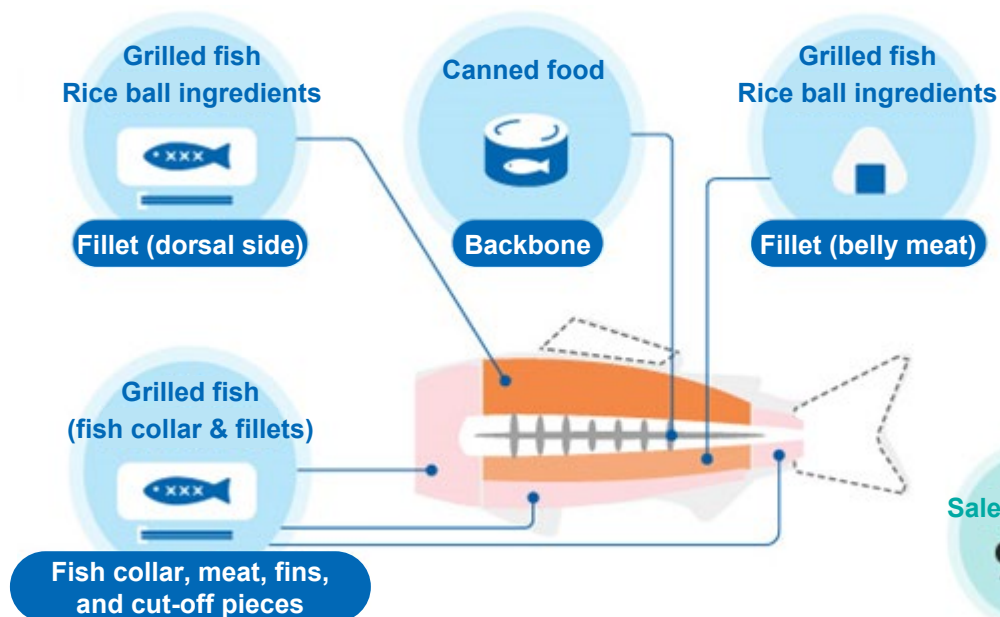 Grilled fish
Rice ball ingredients
Fillet (dorsal side)
Canned food
Backbone
Grilled fish
Rice ball ingredients
Fillet (belly meat)
Grilled fish
(fish collar & fillets)
Fish collar, meat, fins,
and cut-off pieces
Sale